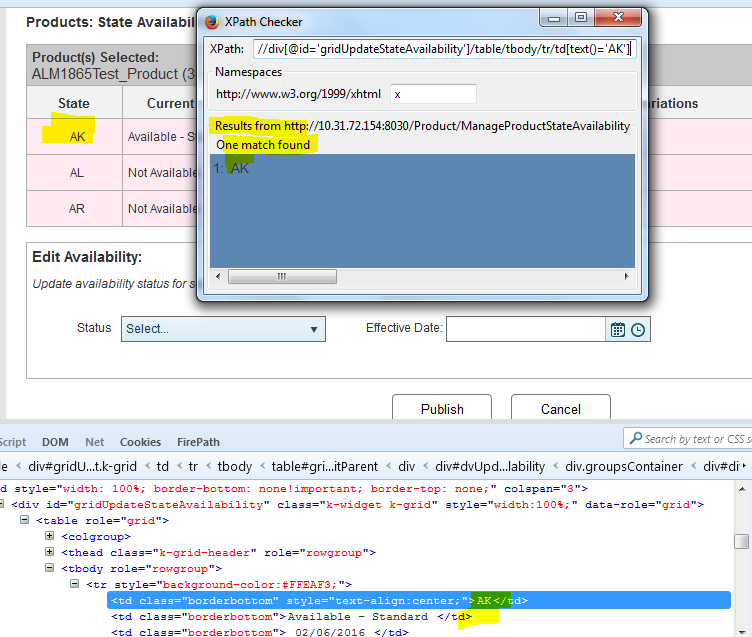 Products: State Availabil
XPath Checker
XPath: //div[@id='gridUpdateStateAvailability']/table/tbody/tr/td[text()='AK']
Namespaces
http://www.w3.org/1999/xhtml x
Results from http://10.31.72.154:8030/Product/ManageProductStateAvailability
One match found
1: AK
Product(s) Selected:
ALM1865Test_Product (3
State Current ariations
AK Available - S
AL Not Available
AR Not Available
Edit Availability:
Update availability status for s
Status Select... Effective Date:
Publish Cancel
Script DOM Net Cookies FirePath
Search by text or CSS s
le < div#gridU...t.k-grid < td < tr < tbody < table#gri...itParent < div < div#dvUpd...lability < div.groupsContainer < div#di
d style="width: 100%; border-bottom: none!important; border-top: none;" colspan="3">
<div id="gridUpdateStateAvailability" class="k-widget k-grid" style="width:100%;" data-role="grid">
<table role="grid">
<colgroup>
<thead class="k-grid-header" role="rowgroup">
<tbody role="rowgroup">
<tr style="background-color:#FFEAF3;">
<td class="borderbottom" style="text-align:center;"> AK</td>
<td class="borderbottom">Available - Standard </td>
<td class="borderbottom"> 02/06/2016 </td>